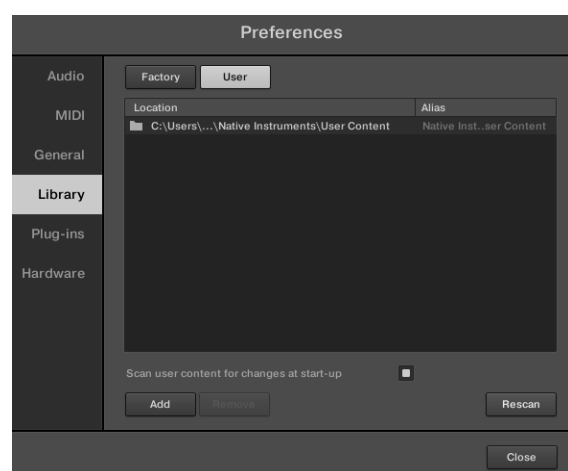 Preferences
Audio
MIDI
General
Library
Plug-ins
Hardware
Factory User
Location Alias
C:\Users\...\Native Instruments\User Content Native Inst..ser Content
Scan user content for changes at start-up
Add Remove Rescan
Close